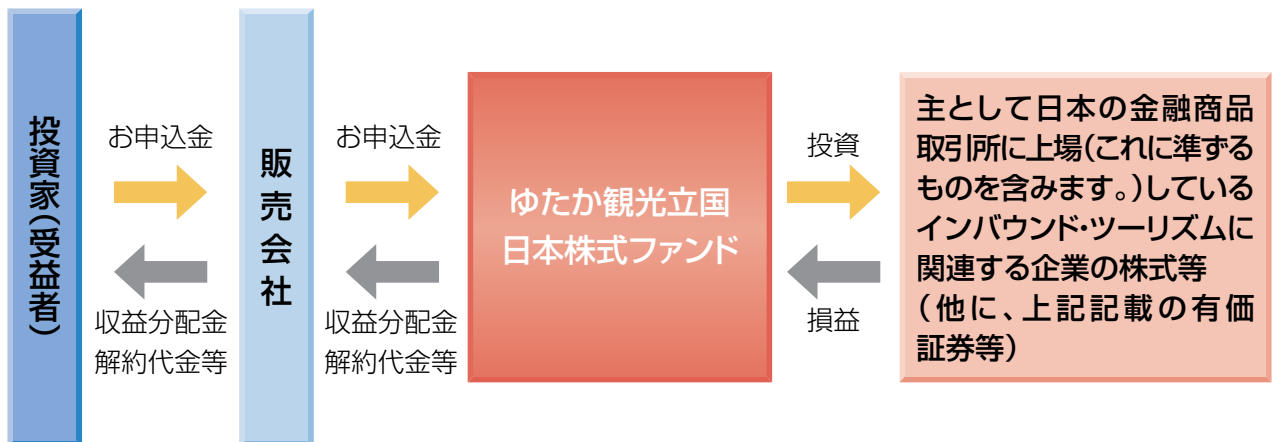 投資家(受益者)
お申込金
収益分配金
解約代金等
販売会社
お申込金
収益分配金
解約代金等
ゆたか観光立国
日本株式ファンド
投資
損益
主として日本の金融商品
取引所に上場(これに準ずる
ものを含みます。)している
インバウンド・ツーリズムに
関連する企業の株式等
(他に、上記記載の有価
証券等)